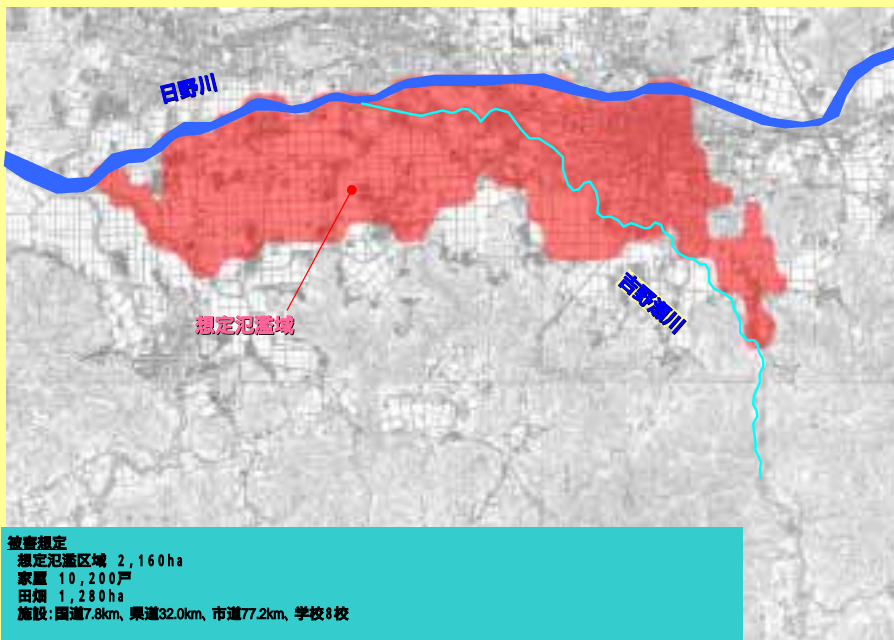 日野川
吉野瀬川
想定氾濫域
被害想定
想定氾濫区域 2,160ha
家屋 10,200戸
田畑 1,280ha
施設:国道7.8km、県道32.0km、市道77.2km、学校8校